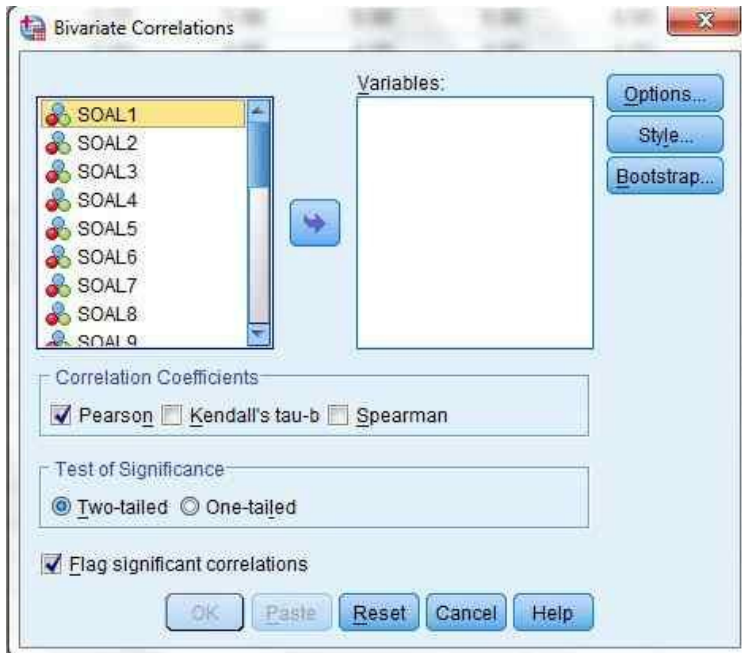 Bivariate Correlations
Variables:
SOAL1
SOAL2
SOAL3
SOAL4
SOAL5
SOAL6
SOAL7
SOAL8
SOAL9
Options...
Style...
Bootstrap...
Correlation Coefficients
Pearson Kendall's tau-b Spearman
Test of Significance
Two-tailed One-tailed
Flag significant correlations
OK Paste Reset Cancel Help